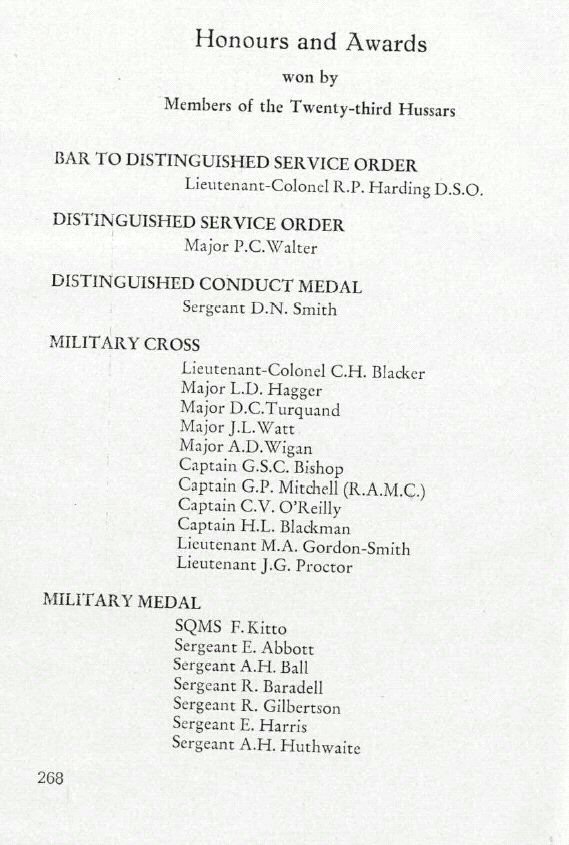 Honours and Awards
won by
Members of the Twenty-third Hussars
BAR TO DISTINGUISHED SERVICE ORDER
Lieutenant-Colonel R.P. Harding D.S.O.
DISTINGUISHED SERVICE ORDER
Major P.C.Walter
DISTINGUISHED CONDUCT MEDAL
Sergeant D.N. Smith
MILITARY CROSS
Lieutenant-Colonel C.H. Blacker
Major L.D. Hagger
Major D.C.Turquand
Major J.L.Watt
Major A.D.Wigan
Captain G.S.C. Bishop
Captain G.P. Mitchell (R.A.M.C.)
Captain C.V. O'Reilly
Captain H.L. Blackman
Lieutenant M.A. Gordon-Smith
Lieutenant J.G. Proctor
MILITARY MEDAL
SQMS F. Kitto
Sergeant E. Abbott
Sergeant A.H. Ball
Sergeant R. Baradell
Sergeant R. Gilbertson
Sergeant E. Harris
Sergeant A.H. Huthwaite
268